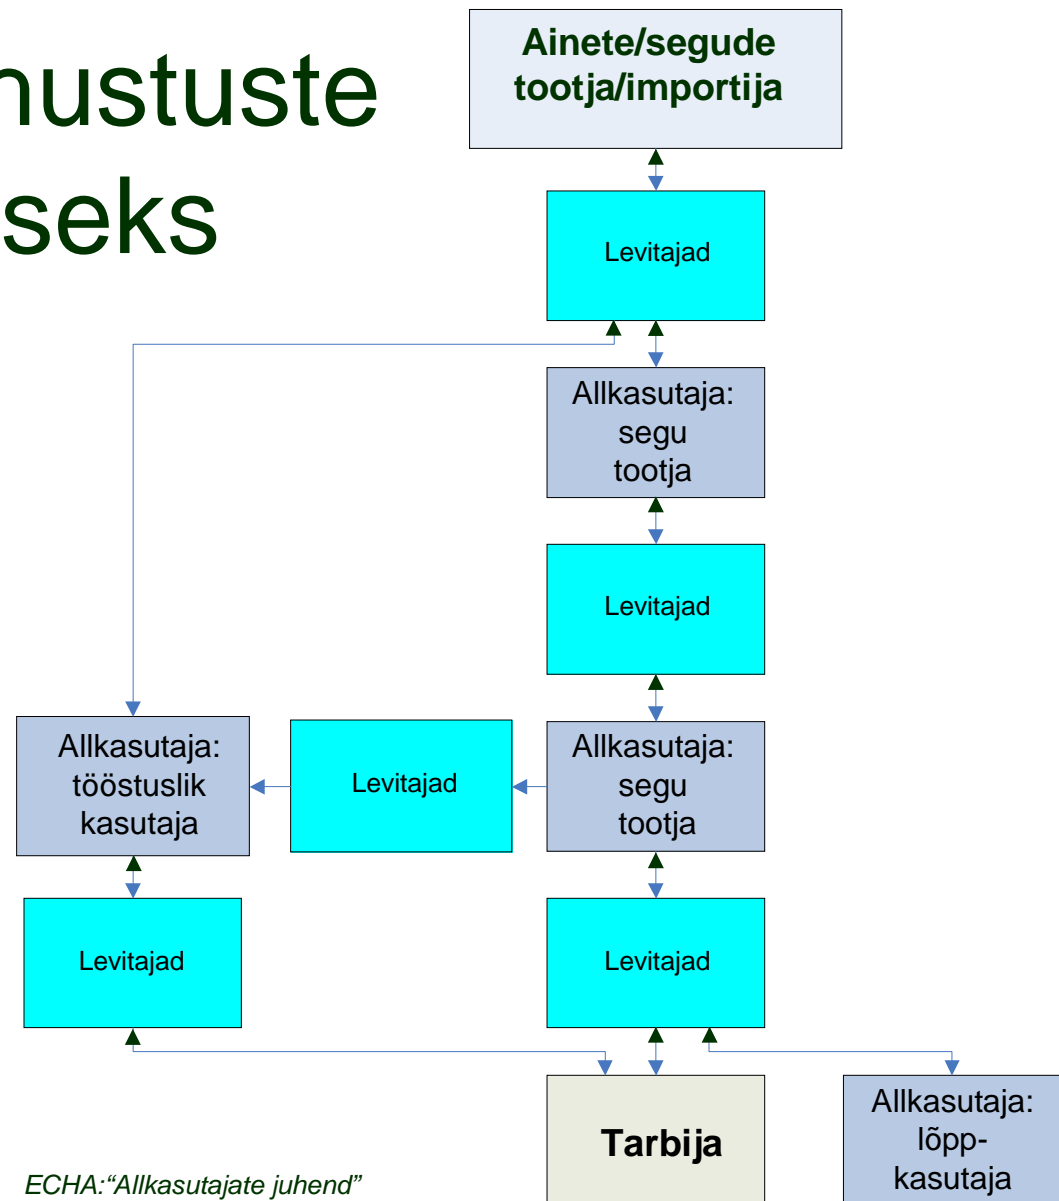 nustuste
seks
Ainete/segude
tootja/importija
Levitajad
Allkasutaja:
segu
tootja
Levitajad
Allkasutaja:
tööstuslik
kasutaja
Levitajad
Allkasutaja:
segu
tootja
Levitajad
Levitajad
Tarbija
Allkasutaja:
lõpp-
kasutaja
ECHA:“Allkasutajate juhend”